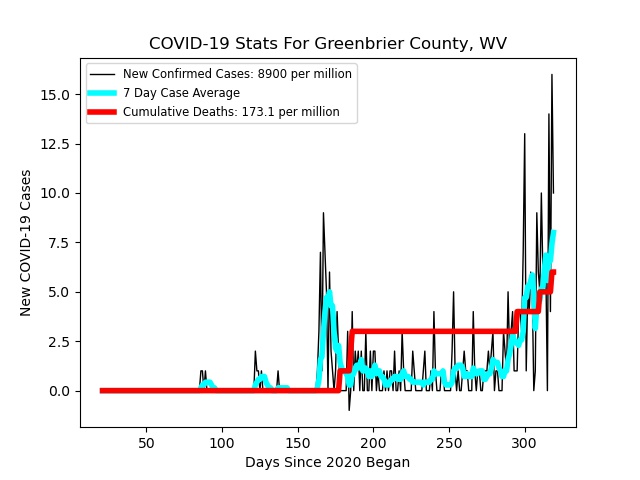 COVID-19 Stats For Greenbrier County, WV
New Confirmed Cases: 8900 per million
7 Day Case Average
Cumulative Deaths: 173.1 per million
New COVID-19 Cases
15.0
12.5
10.0
7.5
5.0
2.5
0.0
50 100 150 200 250 300
Days Since 2020 Began